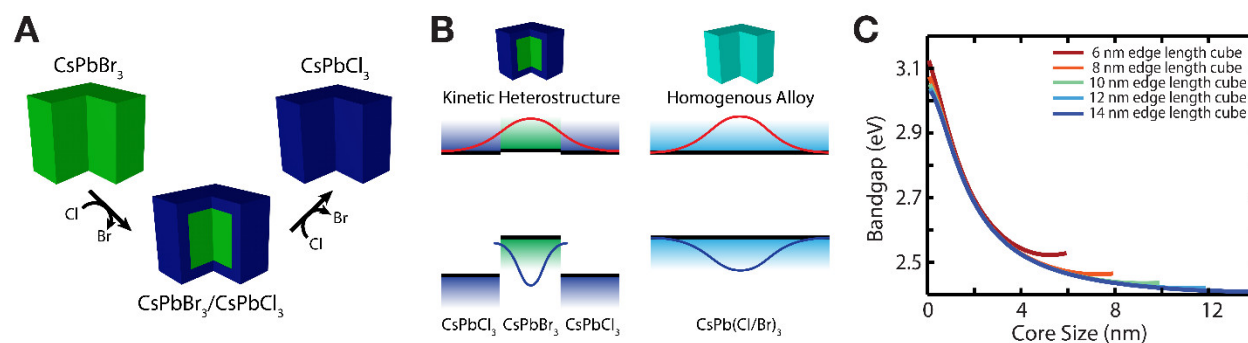 A
CsPbBr₃
CsPbCl₃
Cl
Br
Br
Cl
CsPbBr₃/CsPbCl₃
B
Kinetic Heterostructure
Homogenous Alloy
CsPbCl₃ CsPbBr₃ CsPbCl₃
CsPb(Cl/Br)₃
C
6 nm edge length cube
8 nm edge length cube
10 nm edge length cube
12 nm edge length cube
14 nm edge length cube
Bandgap (eV)
3.1
2.9
2.7
2.5
0 4 8 12
Core Size (nm)